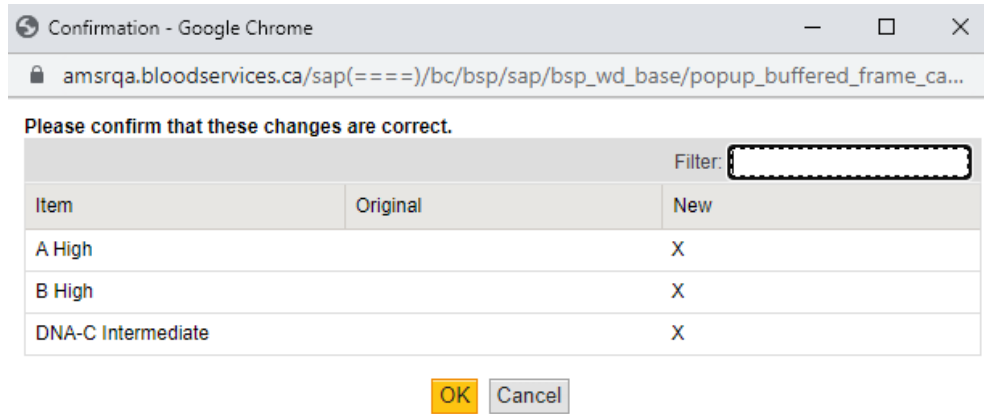 Confirmation - Google Chrome
amsrqa.bloodservices.ca/sap(====)/bc/bsp/sap/bsp_wd_base/popup_buffered_frame_ca...
Please confirm that these changes are correct.
Filter:
Item Original New
A High X
B High X
DNA-C Intermediate X
OK Cancel